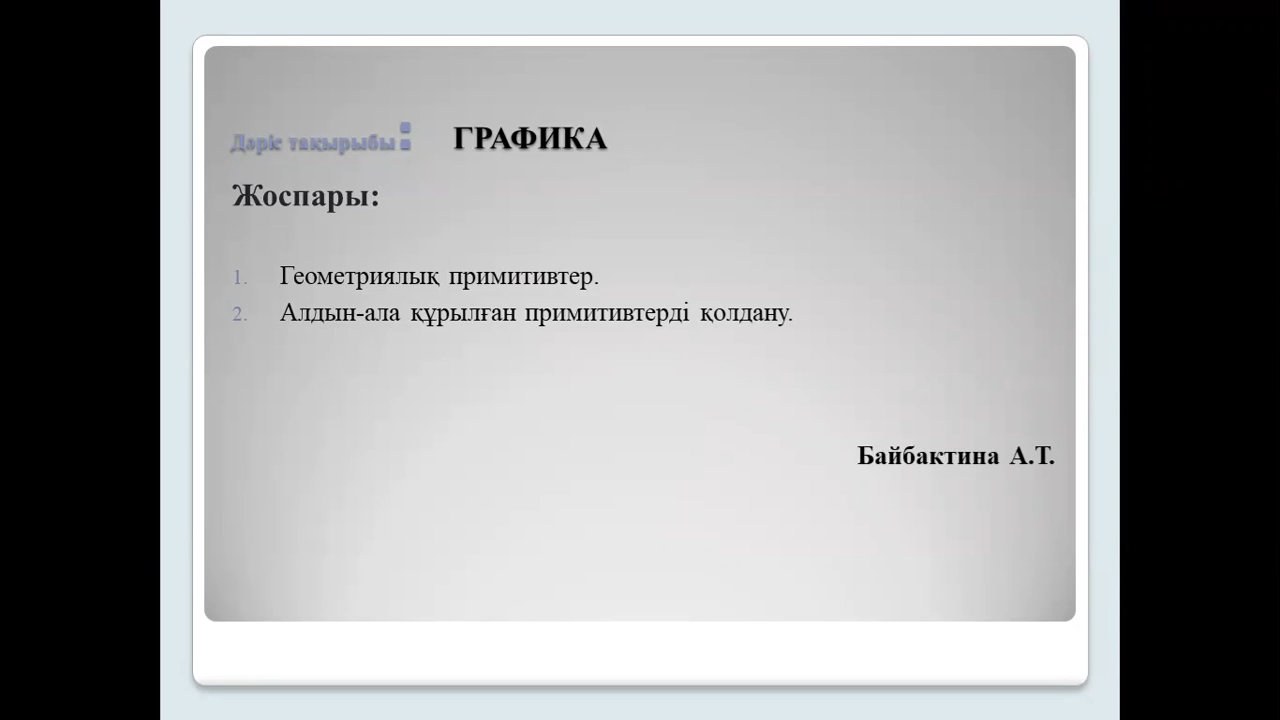 Дәріс тақырыбы: ГРАФИКА
Жоспары:
1. Геометриялық примитивтер.
2. Алдын-ала құрылған примитивтерді қолдану.
Байбактина А.Т.